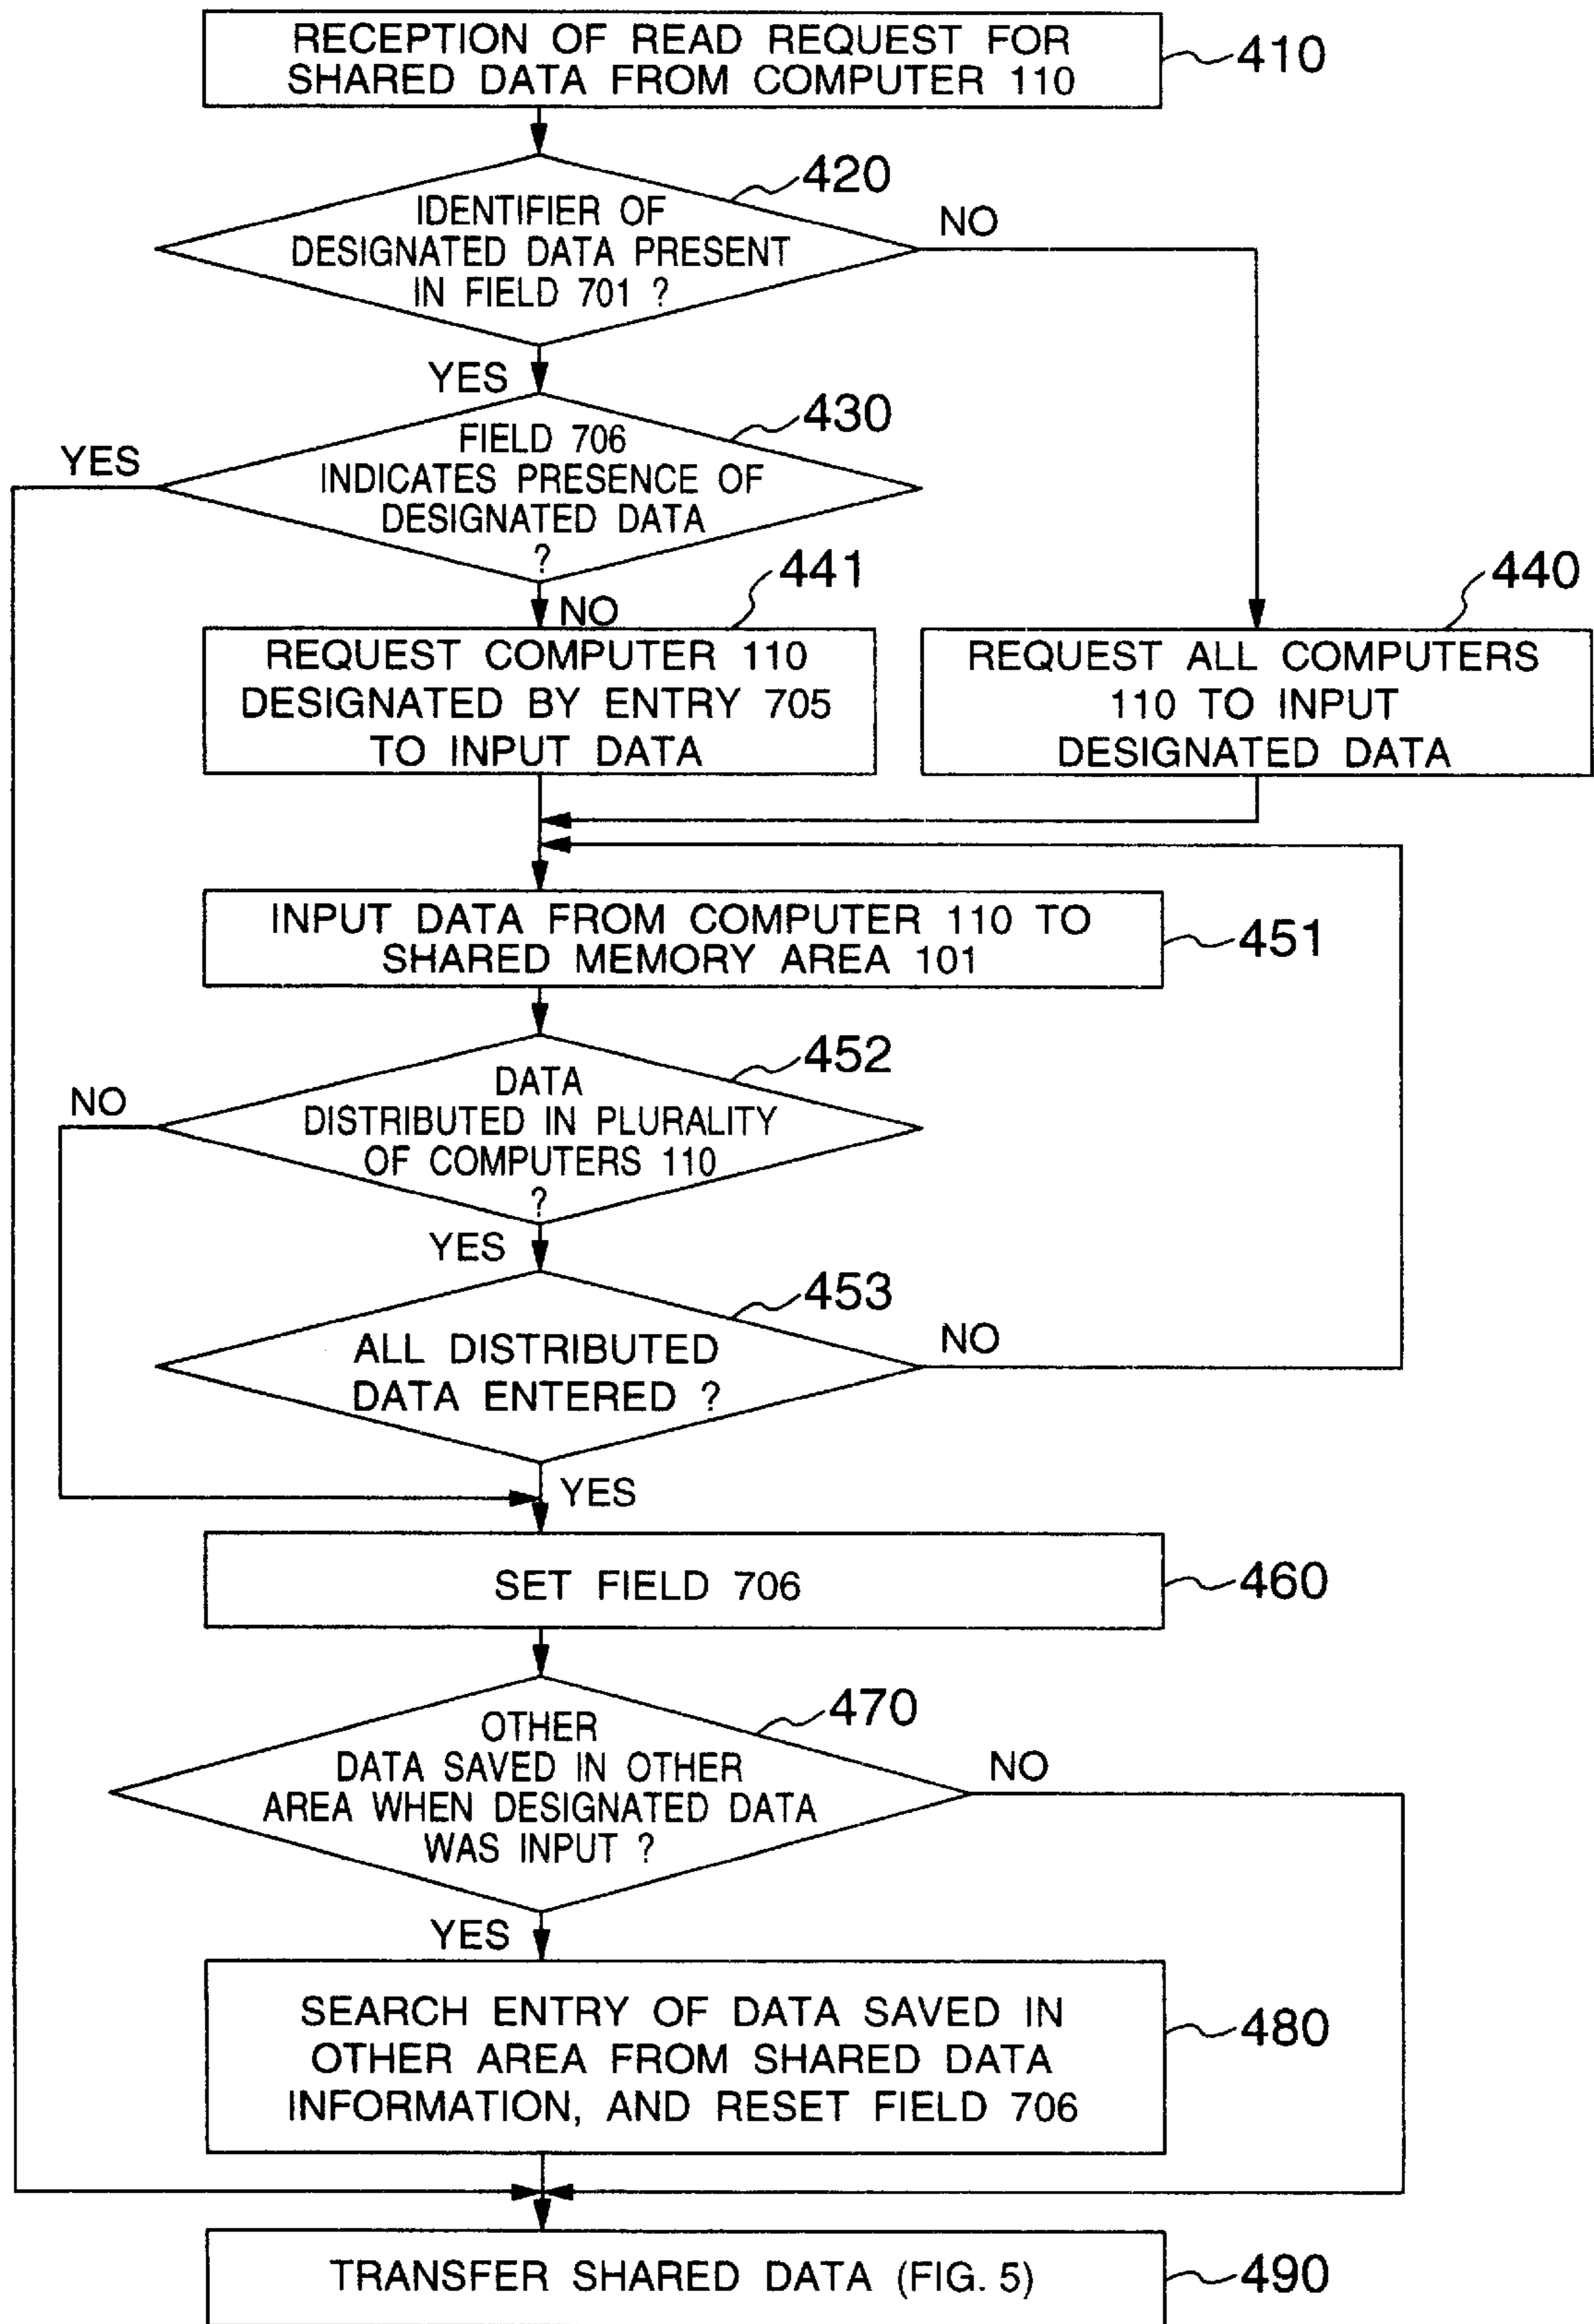 RECEPTION OF READ REQUEST FOR
SHARED DATA FROM COMPUTER 110
410
420
IDENTIFIER OF
DESIGNATED DATA PRESENT
IN FIELD 701 ?
NO
YES
430
FIELD 706
INDICATES PRESENCE OF
DESIGNATED DATA
?
YES
NO
441
REQUEST COMPUTER 110
DESIGNATED BY ENTRY 705
TO INPUT DATA
440
REQUEST ALL COMPUTERS
110 TO INPUT
DESIGNATED DATA
INPUT DATA FROM COMPUTER 110 TO
SHARED MEMORY AREA 101
451
452
DATA
DISTRIBUTED IN PLURALITY
OF COMPUTERS 110
?
NO
YES
453
ALL DISTRIBUTED
DATA ENTERED ?
NO
YES
SET FIELD 706
460
470
OTHER
DATA SAVED IN OTHER
AREA WHEN DESIGNATED DATA
WAS INPUT ?
NO
YES
SEARCH ENTRY OF DATA SAVED IN
OTHER AREA FROM SHARED DATA
INFORMATION, AND RESET FIELD 706
480
TRANSFER SHARED DATA (FIG. 5)
490